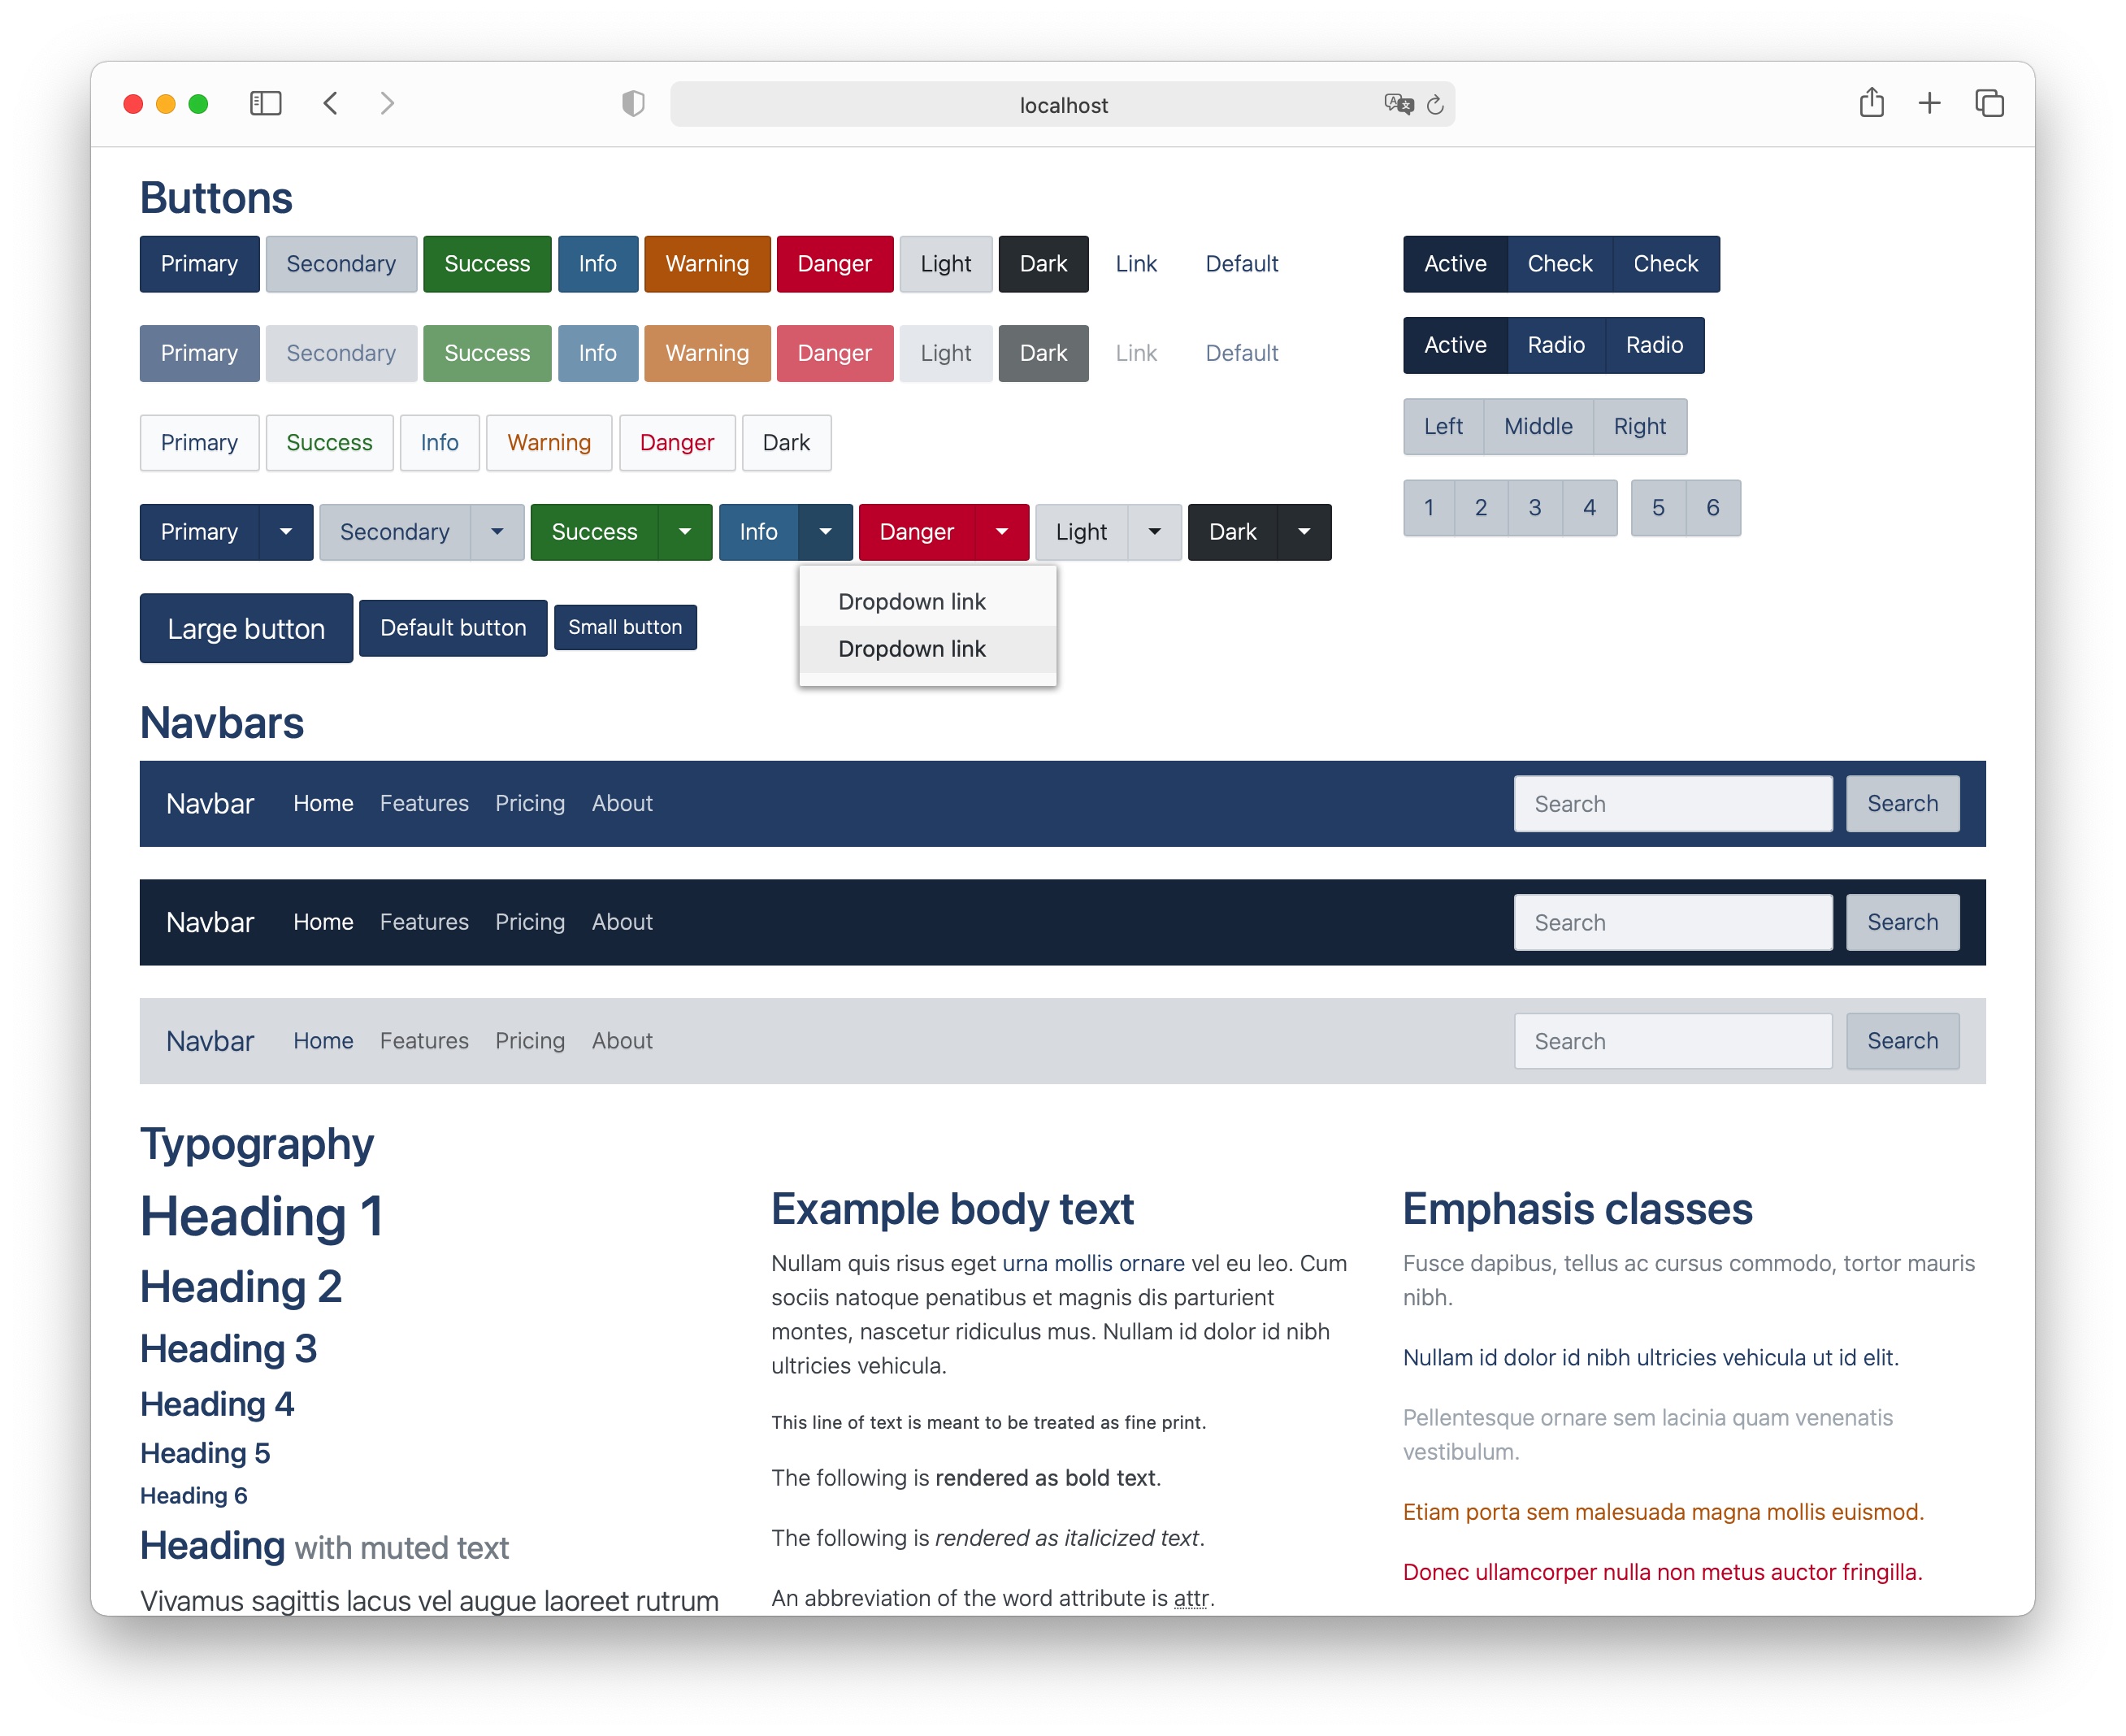 localhost
Buttons
Primary Secondary Success Info Warning Danger Light Dark Link Default
Active Check Check
Primary Secondary Success Info Warning Danger Light Dark Link Default
Active Radio Radio
Primary Success Info Warning Danger Dark
Left Middle Right
Primary Secondary Success Info Danger Light Dark
1 2 3 4 5 6
Dropdown link
Dropdown link
Large button Default button Small button
Navbars
Navbar Home Features Pricing About Search Search
Navbar Home Features Pricing About Search Search
Navbar Home Features Pricing About Search Search
Typography
Heading 1
Heading 2
Heading 3
Heading 4
Heading 5
Heading 6
Heading with muted text
Vivamus sagittis lacus vel augue laoreet rutrum
Example body text
Nullam quis risus eget urna mollis ornare vel eu leo. Cum
sociis natoque penatibus et magnis dis parturient
montes, nascetur ridiculus mus. Nullam id dolor id nibh
ultricies vehicula.
This line of text is meant to be treated as fine print.
The following is rendered as bold text.
The following is rendered as italicized text.
An abbreviation of the word attribute is attr.
Emphasis classes
Fusce dapibus, tellus ac cursus commodo, tortor mauris
nibh.
Nullam id dolor id nibh ultricies vehicula ut id elit.
Pellentesque ornare sem lacinia quam venenatis
vestibulum.
Etiam porta sem malesuada magna mollis euismod.
Donec ullamcorper nulla non metus auctor fringilla.